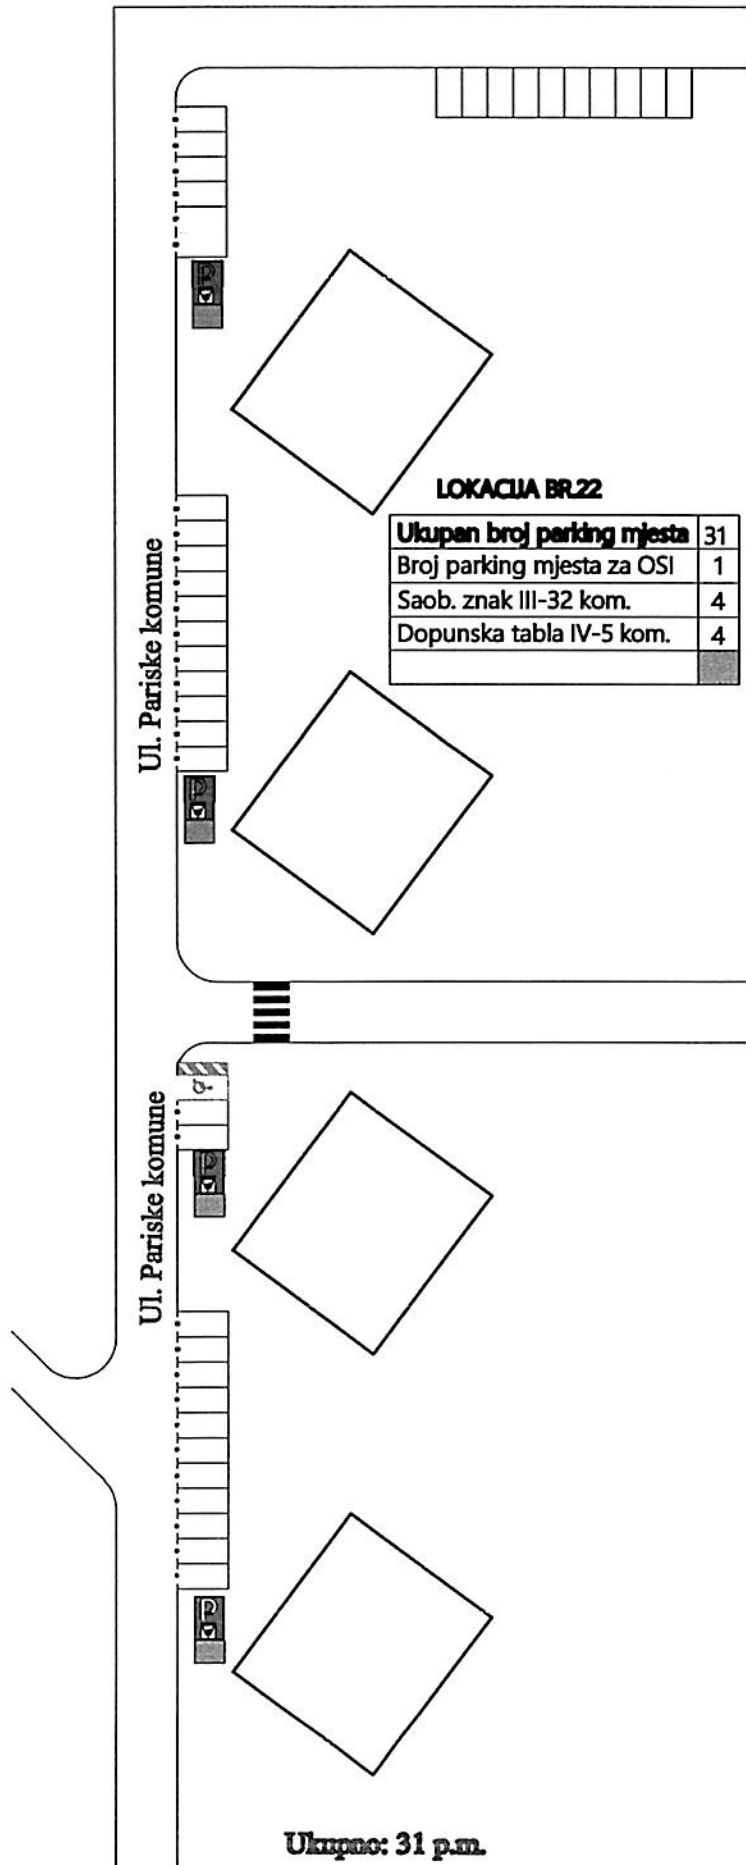 P
LOKACIJA BR.22
Ukupan broj parking mjesta 31
Broj parking mjesta za OSI 1
Saob. znak III-32 kom. 4
Dopunska tabla IV-5 kom. 4
Ul. Pariske komune
P
P
Ul. Pariske komune
P
Ukupno: 31 p.m.